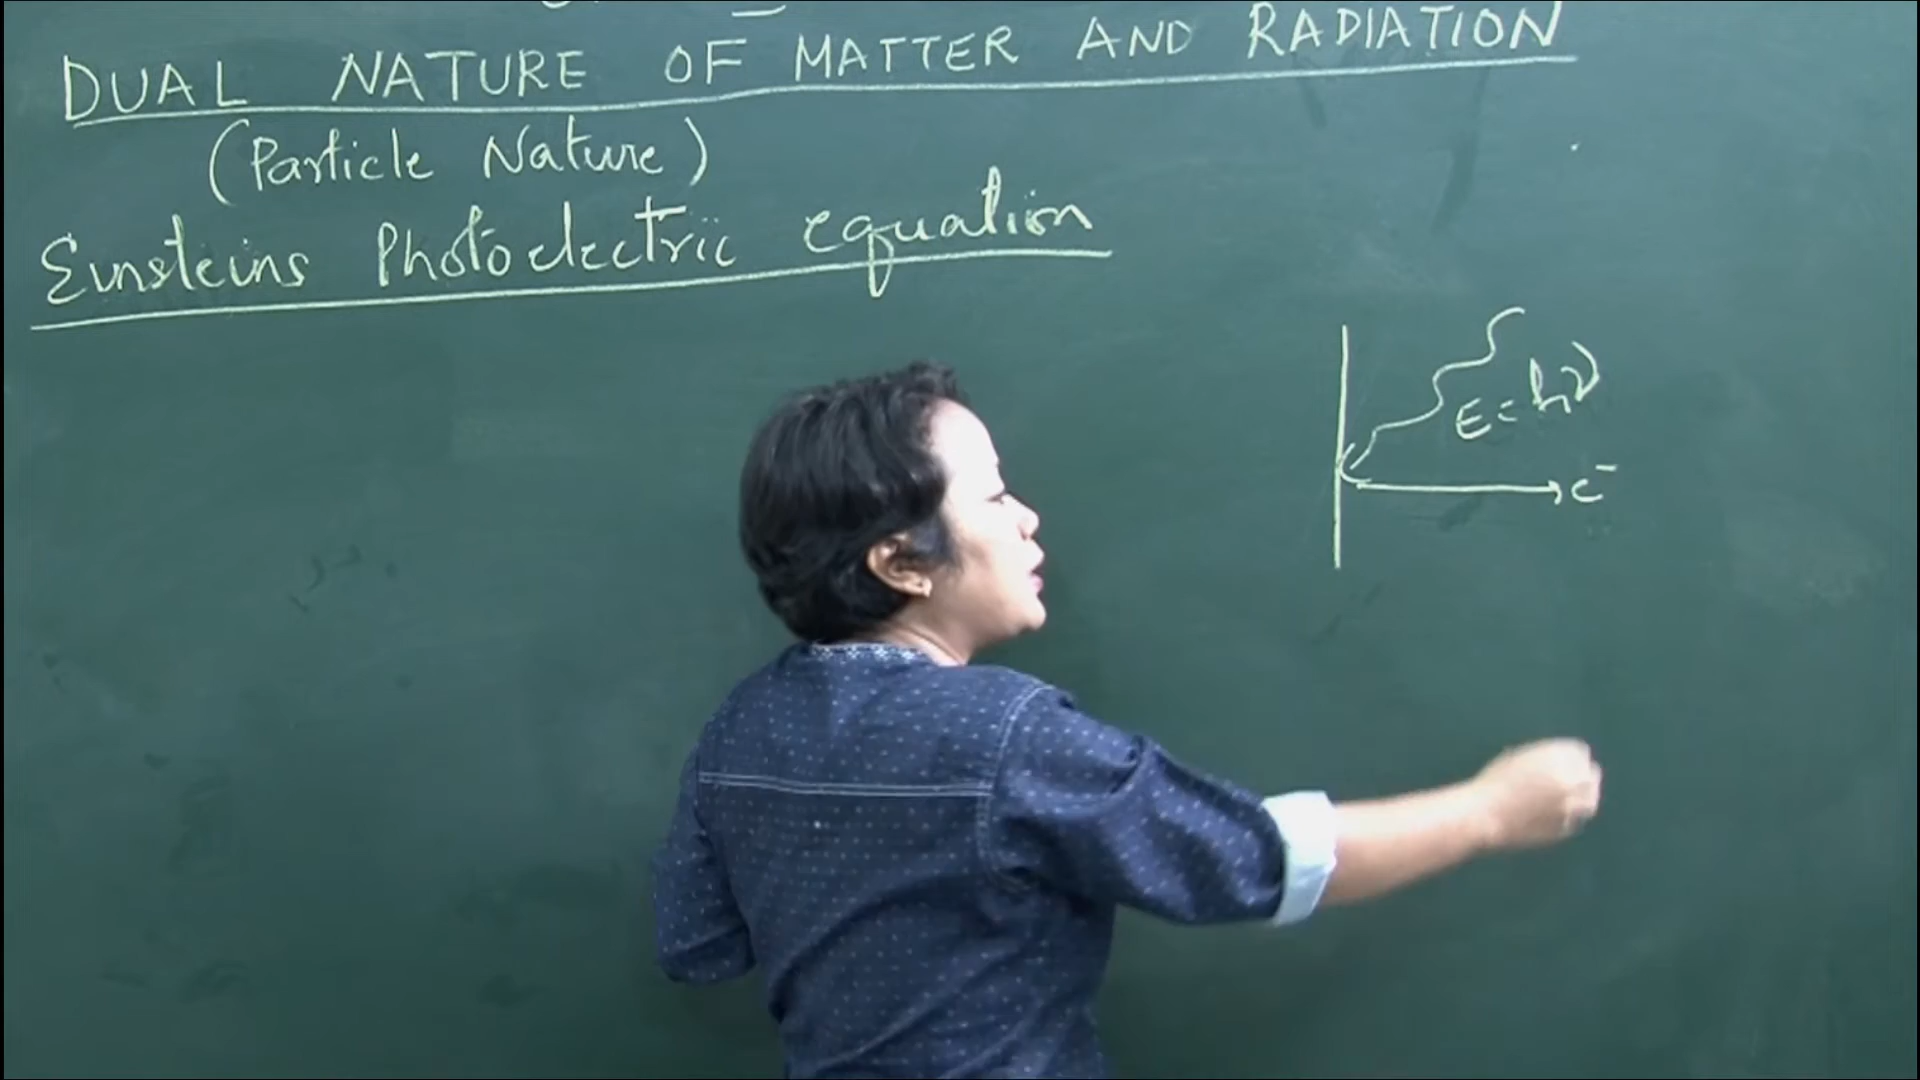 DUAL NATURE OF MATTER AND RADIATION
(Particle Nature)
Einsteins Photoelectric equation
E=hν
e⁻